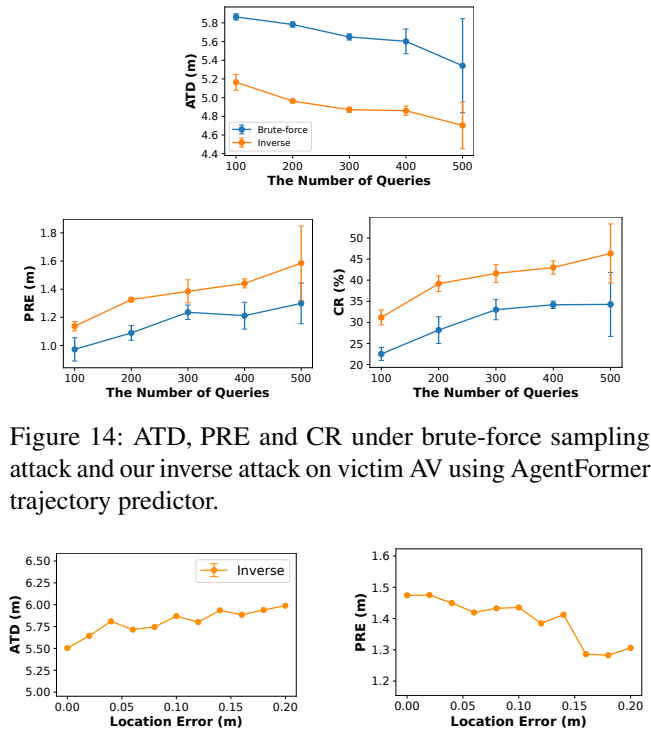 5.8
5.6
5.4
5.2
5.0
4.8
4.6
4.4
ATD (m)
Brute-force
Inverse
100 200 300 400 500
The Number of Queries
1.8
1.6
1.4
1.2
1.0
PRE (m)
100 200 300 400 500
The Number of Queries
50
45
40
35
30
25
20
CR (%)
100 200 300 400 500
The Number of Queries
Figure 14: ATD, PRE and CR under brute-force sampling
attack and our inverse attack on victim AV using AgentFormer
trajectory predictor.
6.50
6.25
6.00
5.75
5.50
5.25
5.00
ATD (m)
Inverse
0.00 0.05 0.10 0.15 0.20
Location Error (m)
1.6
1.5
1.4
1.3
1.2
PRE (m)
0.00 0.05 0.10 0.15 0.20
Location Error (m)